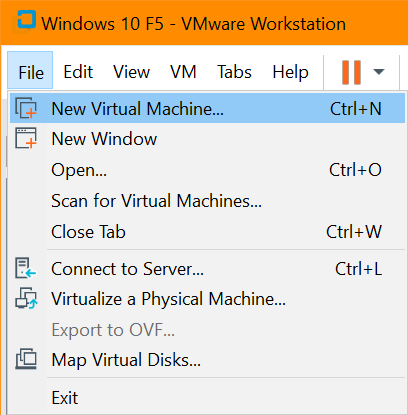 Windows 10 F5 - VMware Workstation
File Edit View VM Tabs Help
New Virtual Machine... Ctrl+N
New Window
Open... Ctrl+O
Scan for Virtual Machines...
Close Tab Ctrl+W
Connect to Server... Ctrl+L
Virtualize a Physical Machine...
Export to OVF...
Map Virtual Disks...
Exit